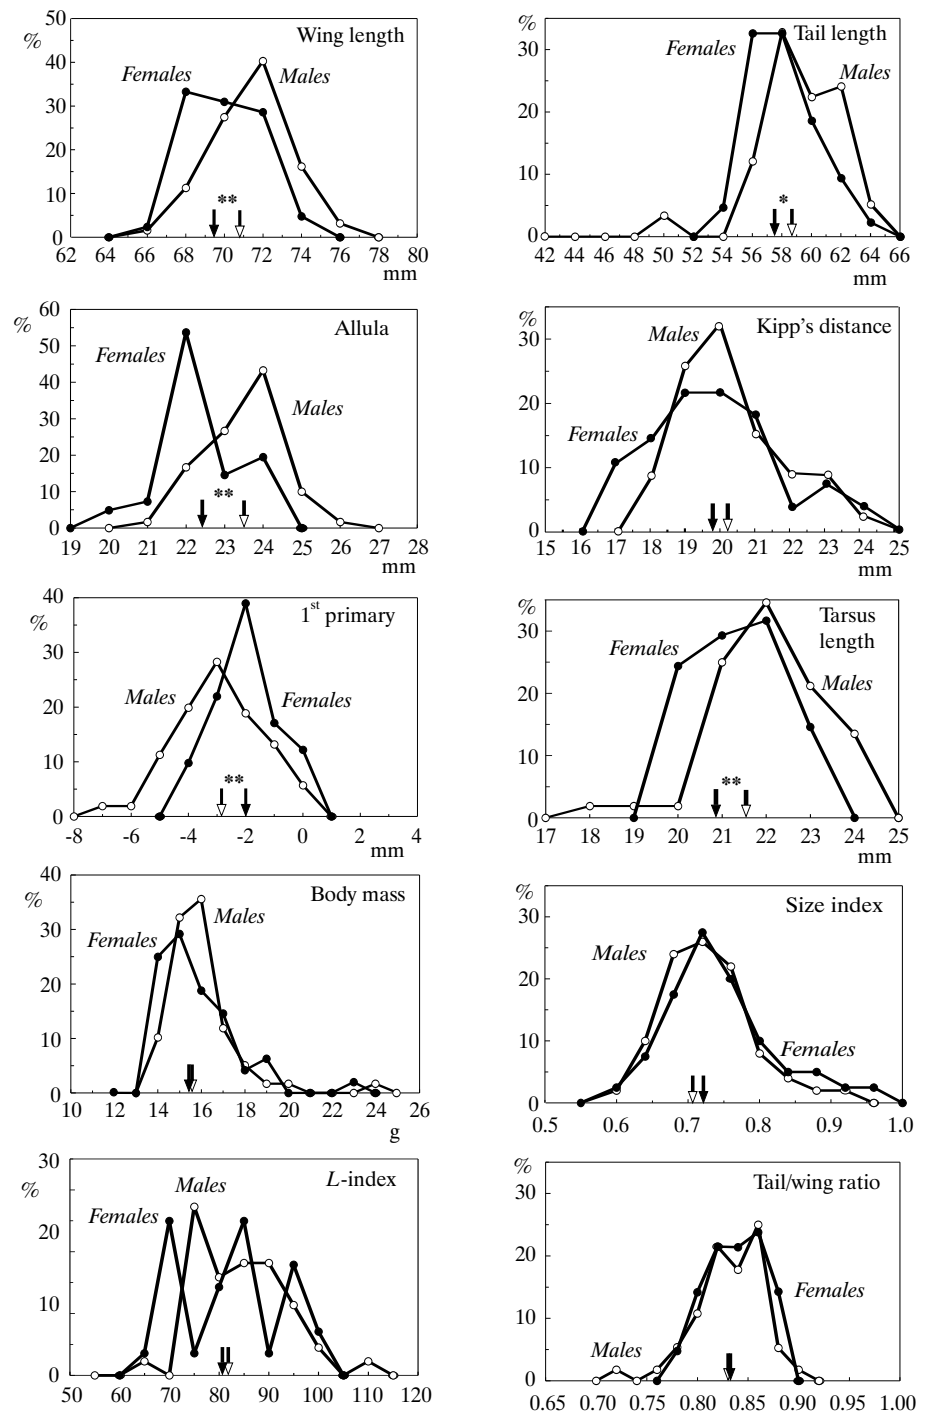 50
%
Wing length
40
Females
Males
30
20
**
10
0
62 64 66 68 70 72 74 76 78 80
mm
%
30
Tail length
Females
Males
20
10
*
0
42 44 46 48 50 52 54 56 58 60 62 64 66
mm
60
%
Allula
50
Females
40
Males
30
20
**
10
0
19 20 21 22 23 24 25 26 27 28
mm
%
30
Kipp's distance
Males
20
Females
10
0
15 16 17 18 19 20 21 22 23 24 25
mm
40
%
1st primary
30
Males
Females
20
10
**
0
-8 -6 -4 -2 0 2 4
mm
%
30
Tarsus
length
Females
Males
20
10
**
0
17 18 19 20 21 22 23 24 25
mm
40
%
Body mass
30
Males
Females
20
10
0
10 12 14 16 18 20 22 24 26
g
%
30
Size index
Males
20
10
Females
0
0.5 0.6 0.7 0.8 0.9 1.0
30
%
L-index
Males
Females
20
10
0
50 60 70 80 90 100 110 120
%
30
Tail/wing ratio
20
Females
10
Males
0
0.65 0.70 0.75 0.80 0.85 0.90 0.95 1.00